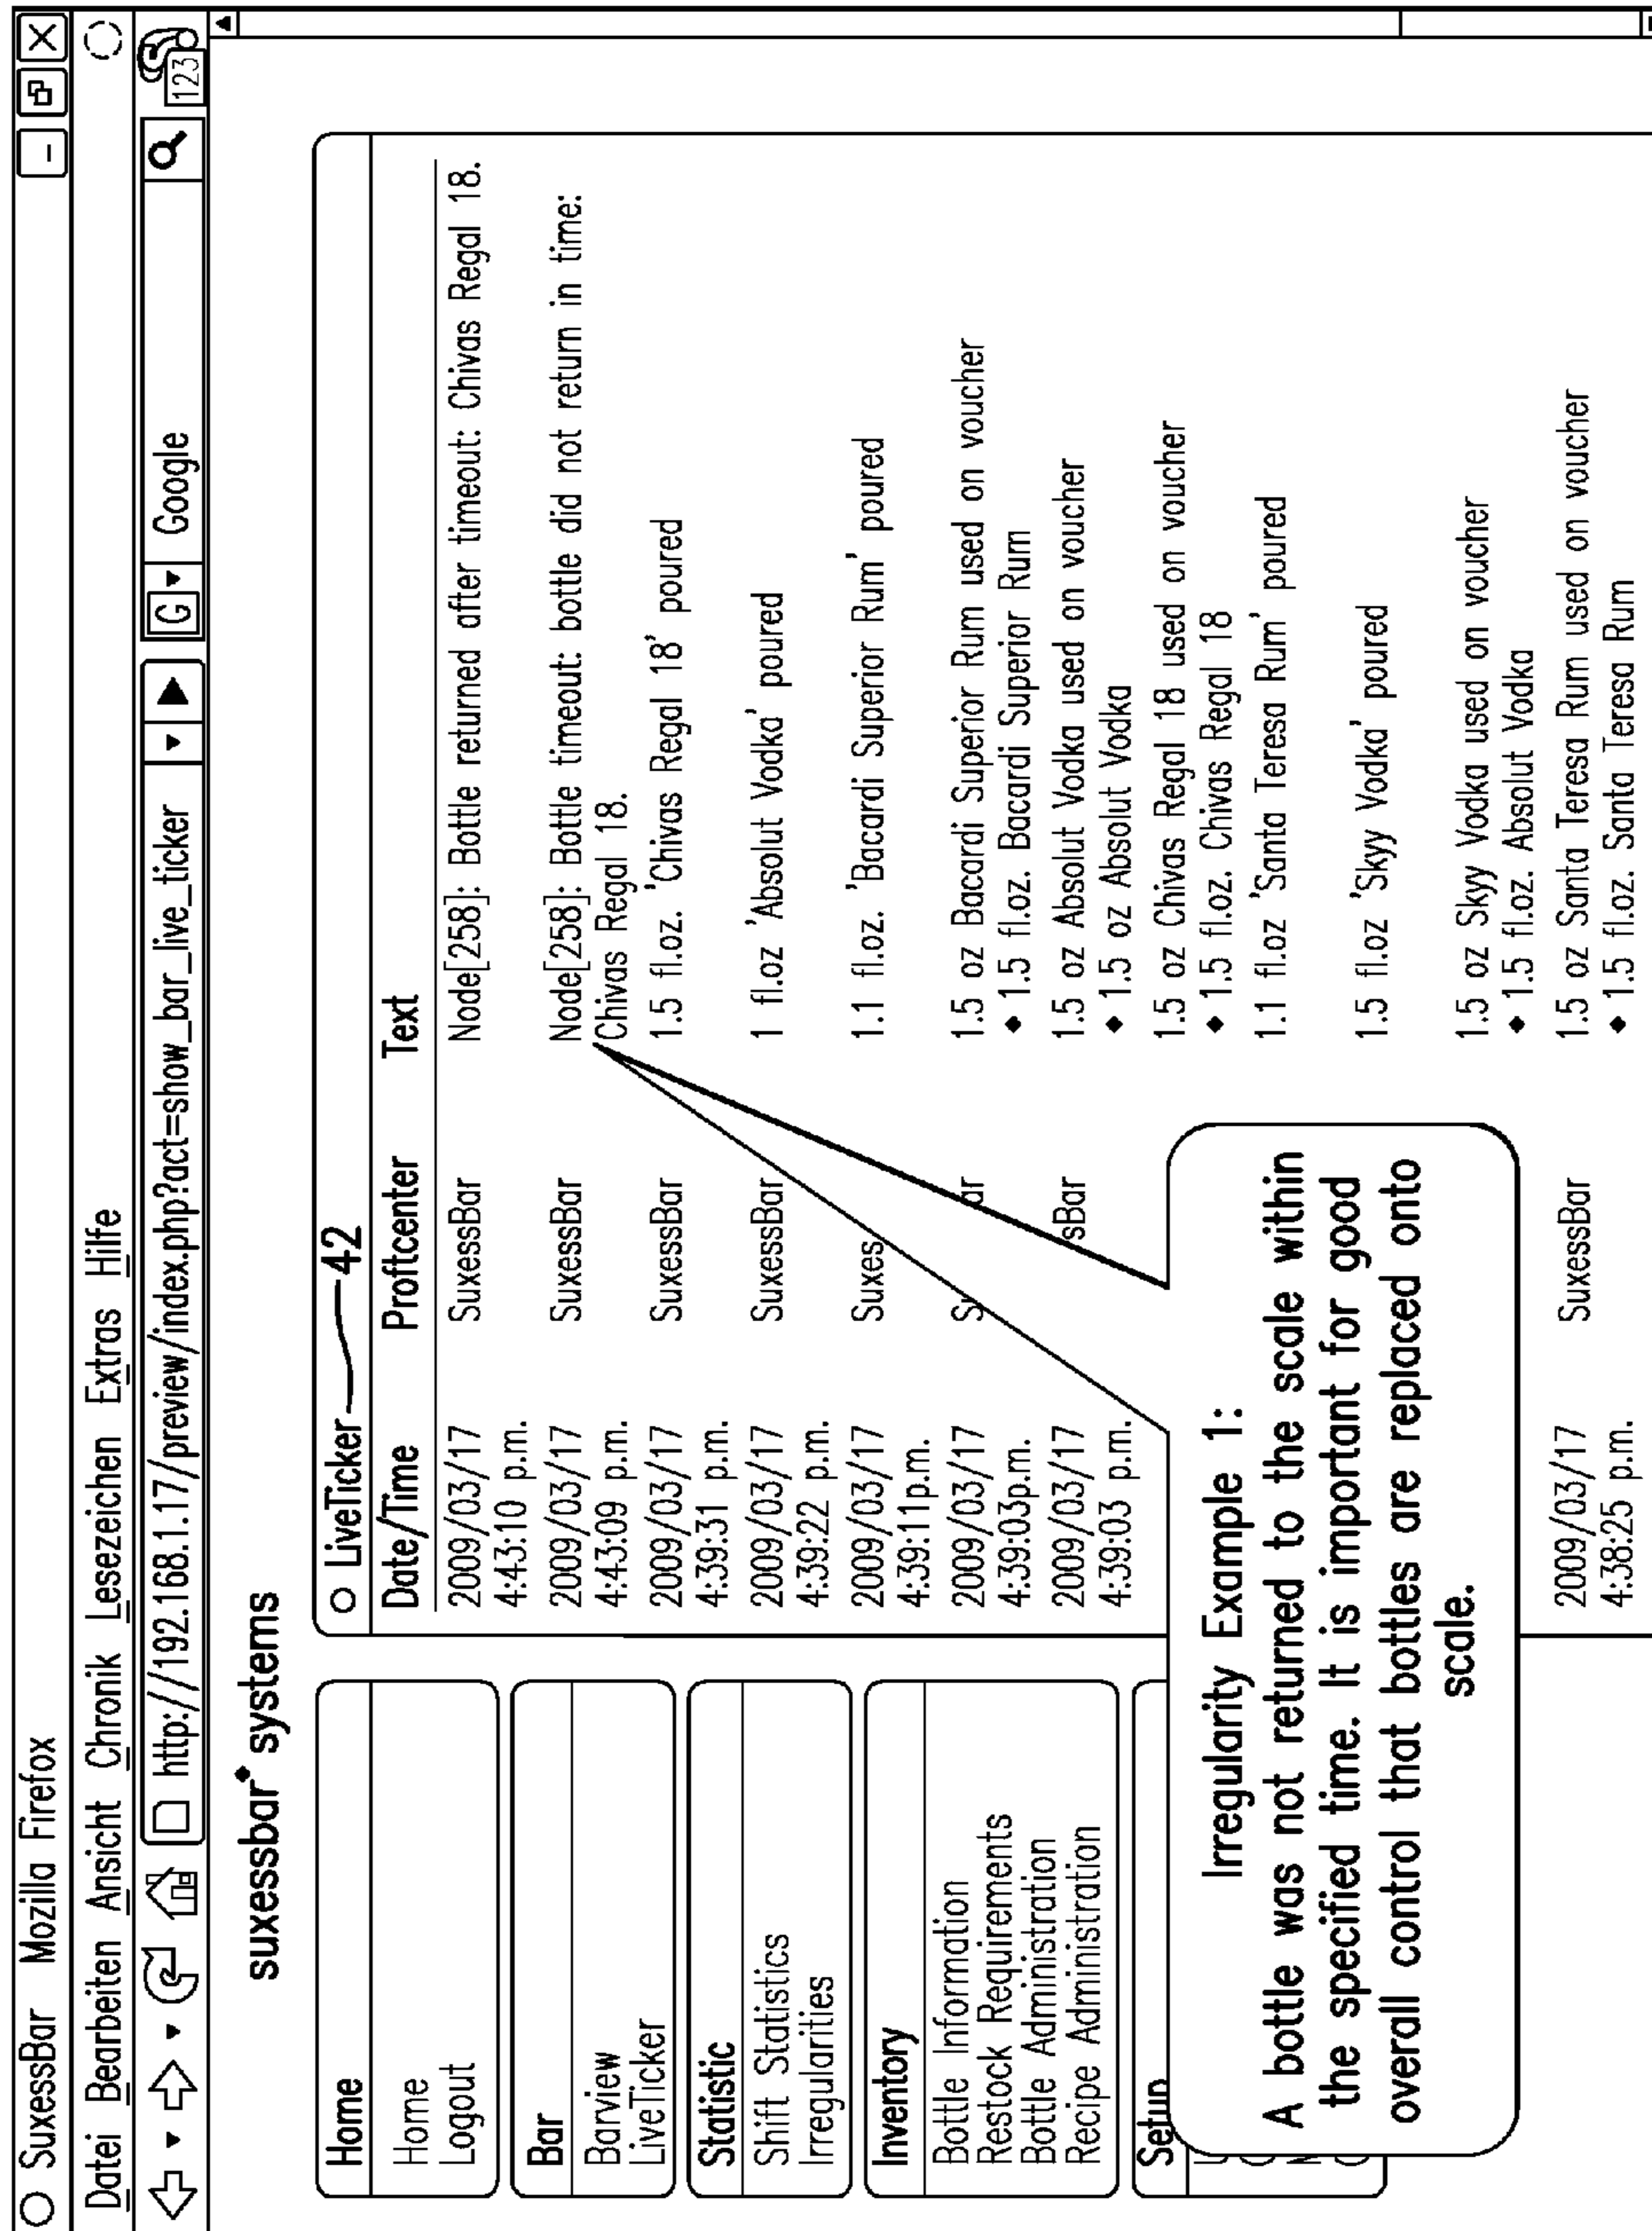 SuxessBar Mozilla Firefox
Datei Bearbeiten Ansicht Chronik Lesezeichen Extras Hilfe
http://192.168.1.17/preview/index.php?act=show_bar_live_ticker
G Google
123
suxessbar systems
Home
Home
Logout
Bar
Barview
LiveTicker
Statistic
Shift Statistics
Irregularities
Inventory
Bottle Information
Restock Requirements
Bottle Administration
Recipe Administration
Setup
LiveTicker 42
Date/Time Proftcenter Text
2009/03/17 SuxessBar Node[258]: Bottle returned after timeout: Chivas Regal 18.
4:43:10 p.m.
2009/03/17 SuxessBar Node[258]: Bottle timeout: bottle did not return in time:
4:43:09 p.m. Chivas Regal 18.
2009/03/17 SuxessBar 1.5 fl.oz. 'Chivas Regal 18' poured
4:39:31 p.m.
2009/03/17 SuxessBar 1 fl.oz 'Absolut Vodka' poured
4:39:22 p.m.
2009/03/17 Suxes 1.1 fl.oz. 'Bacardi Superior Rum' poured
4:39:11p.m.
2009/03/17 S ar 1.5 oz Bacardi Superior Rum used on voucher
4:39:03p.m. ◆ 1.5 fl.oz. Bacardi Superior Rum
2009/03/17 sBar 1.5 oz Absolut Vodka used on voucher
4:39:03 p.m. ◆ 1.5 oz Absolut Vodka
1.5 oz Chivas Regal 18 used on voucher
◆ 1.5 fl.oz. Chivas Regal 18
1.1 fl.oz 'Santa Teresa Rum' poured
1.5 fl.oz 'Skyy Vodka' poured
1.5 oz Skyy Vodka used on voucher
◆ 1.5 fl.oz. Absolut Vodka
2009/03/17 SuxessBar 1.5 oz Santa Teresa Rum used on voucher
4:38:25 p.m. ◆ 1.5 fl.oz. Santa Teresa Rum
Irregularity Example 1:
A bottle was not returned to the scale within
the specified time. It is important for good
overall control that bottles are replaced onto
scale.